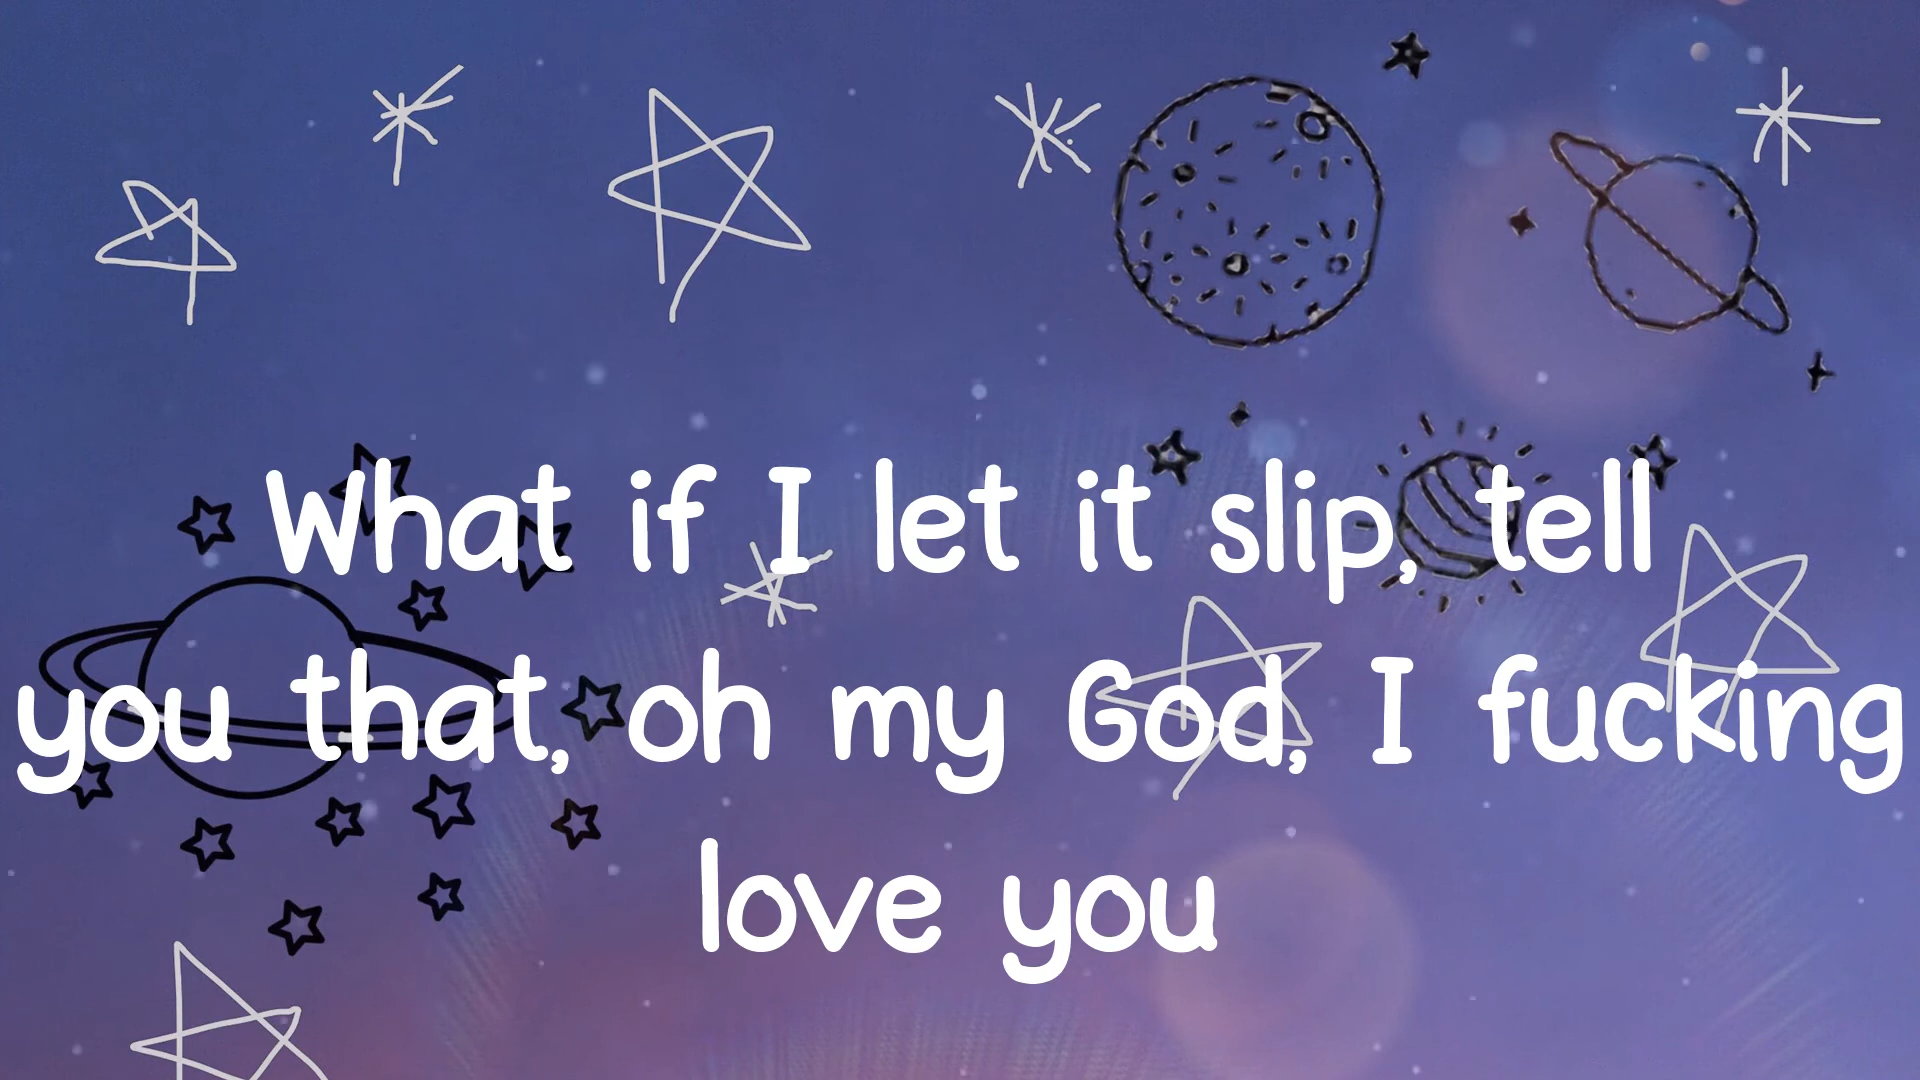 What if I let it slip, tell
you that, oh my God, I fucking
love you